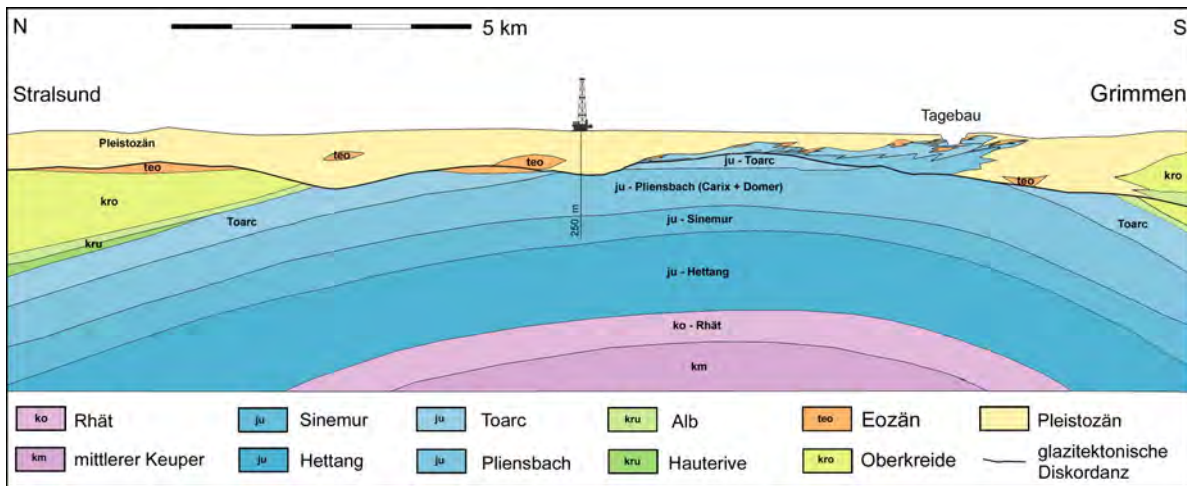 N
5 km
S
Stralsund
Grimmen
Tagebau
Pleistozän
teo
teo
teo
ju - Toarc
kro
kro
teo
ju - Pliensbach (Carix + Domer)
Toarc
Toarc
250 m
ju - Sinemur
kru
ju - Hettang
ko - Rhät
km
ko Rhät
ju Sinemur
ju Toarc
kru Alb
teo Eozän
Pleistozän
km mittlerer Keuper
ju Hettang
ju Pliensbach
kru Hauterive
kro Oberkreide
glazitektonische
Diskordanz